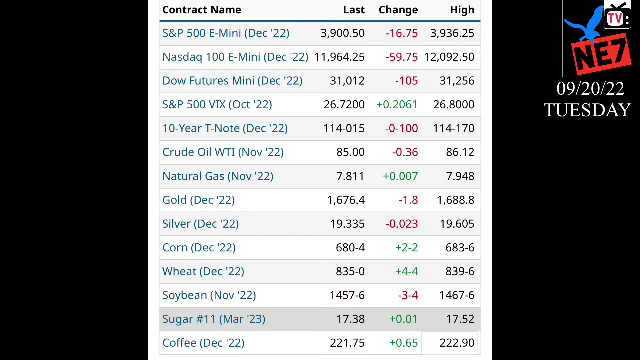 Contract Name Last Change High
S&P 500 E-Mini (Dec '22) 3,900.50 -16.75 3,936.25
Nasdaq 100 E-Mini (Dec '22) 11,964.25 -59.75 12,092.50
Dow Futures Mini (Dec '22) 31,012 -105 31,256
S&P 500 VIX (Oct '22) 26.7200 +0.2061 26.8000
10-Year T-Note (Dec '22) 114-015 -0-100 114-170
Crude Oil WTI (Nov '22) 85.00 -0.36 86.12
Natural Gas (Nov '22) 7.811 +0.007 7.948
Gold (Dec '22) 1,676.4 -1.8 1,688.8
Silver (Dec '22) 19.335 -0.023 19.605
Corn (Dec '22) 680-4 +2-2 683-6
Wheat (Dec '22) 835-0 +4-4 839-6
Soybean (Nov '22) 1457-6 -3-4 1467-6
Sugar #11 (Mar '23) 17.38 +0.01 17.52
Coffee (Dec '22) 221.75 +0.65 222.90
TV
NE7
09/20/22
TUESDAY